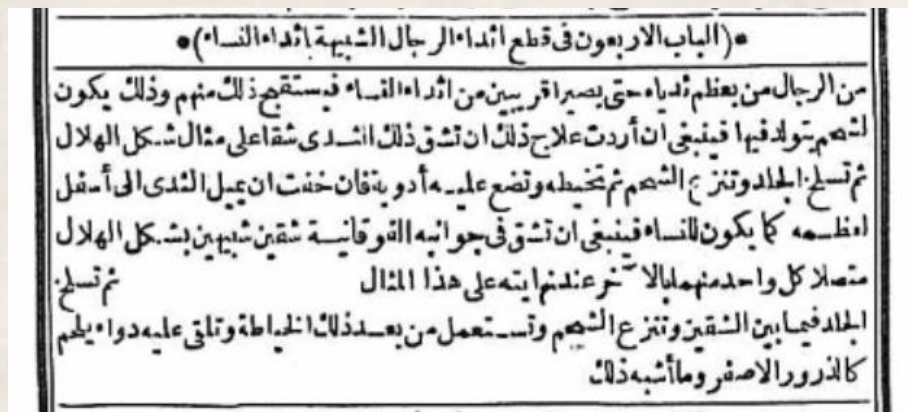 *(الباب الاربعون فى قطع اثداء الرجال الشبيهة باثداء النساء)*
من الرجال من يعظم ثدياه حتى يصيرا قريبين من اثداء النساء فيستقبح ذلك منهم وذلك يكون
لشحم يتولد فيها فينبغى ان أردت علاج ذلك ان تشق ذلك الثدى شقا على مثال شكل الهلال
ثم تسلخ الجلد وتنزع الشحم ثم تخيطه وتضع عليه أدوية فان خفت ان يميل الثدى الى أسفل
لعظمه كما يكون للنساء فينبغى ان تشق فى جوانبه الفوقانية شقين شبيهين بشكل الهلال
متصلا كل واحد منهما بالآخر عند نهايته على هذا المثال ثم تسلخ
الجلد فيما بين الشقين وتنزع الشحم وتستعمل من بعد ذلك الخياطة وتلقى عليه دواء يلحم
كالذرور الاصفر وما أشبه ذلك